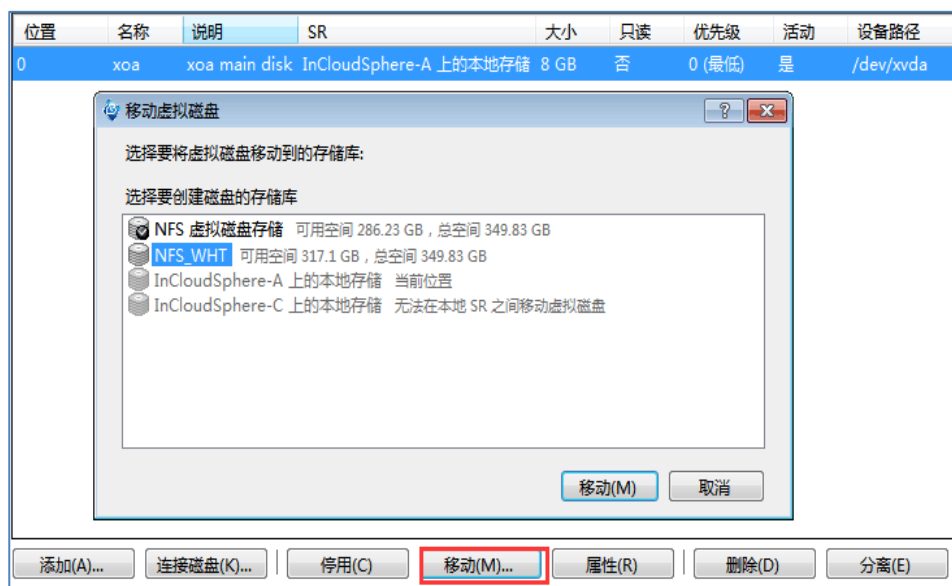 位置 名称 说明 SR 大小 只读 优先级 活动 设备路径
0 xoa xoa main disk InCloudSphere-A 上的本地存储 8 GB 否 0 (最低) 是 /dev/xvda
移动虚拟磁盘
选择要将虚拟磁盘移动到的存储库:
选择要创建磁盘的存储库
NFS 虚拟磁盘存储 可用空间 286.23 GB，总空间 349.83 GB
NFS_WHT 可用空间 317.1 GB，总空间 349.83 GB
InCloudSphere-A 上的本地存储 当前位置
InCloudSphere-C 上的本地存储 无法在本地 SR 之间移动虚拟磁盘
移动(M) 取消
添加(A)... 连接磁盘(K)... 停用(C) 移动(M)... 属性(R) 删除(D) 分离(E)